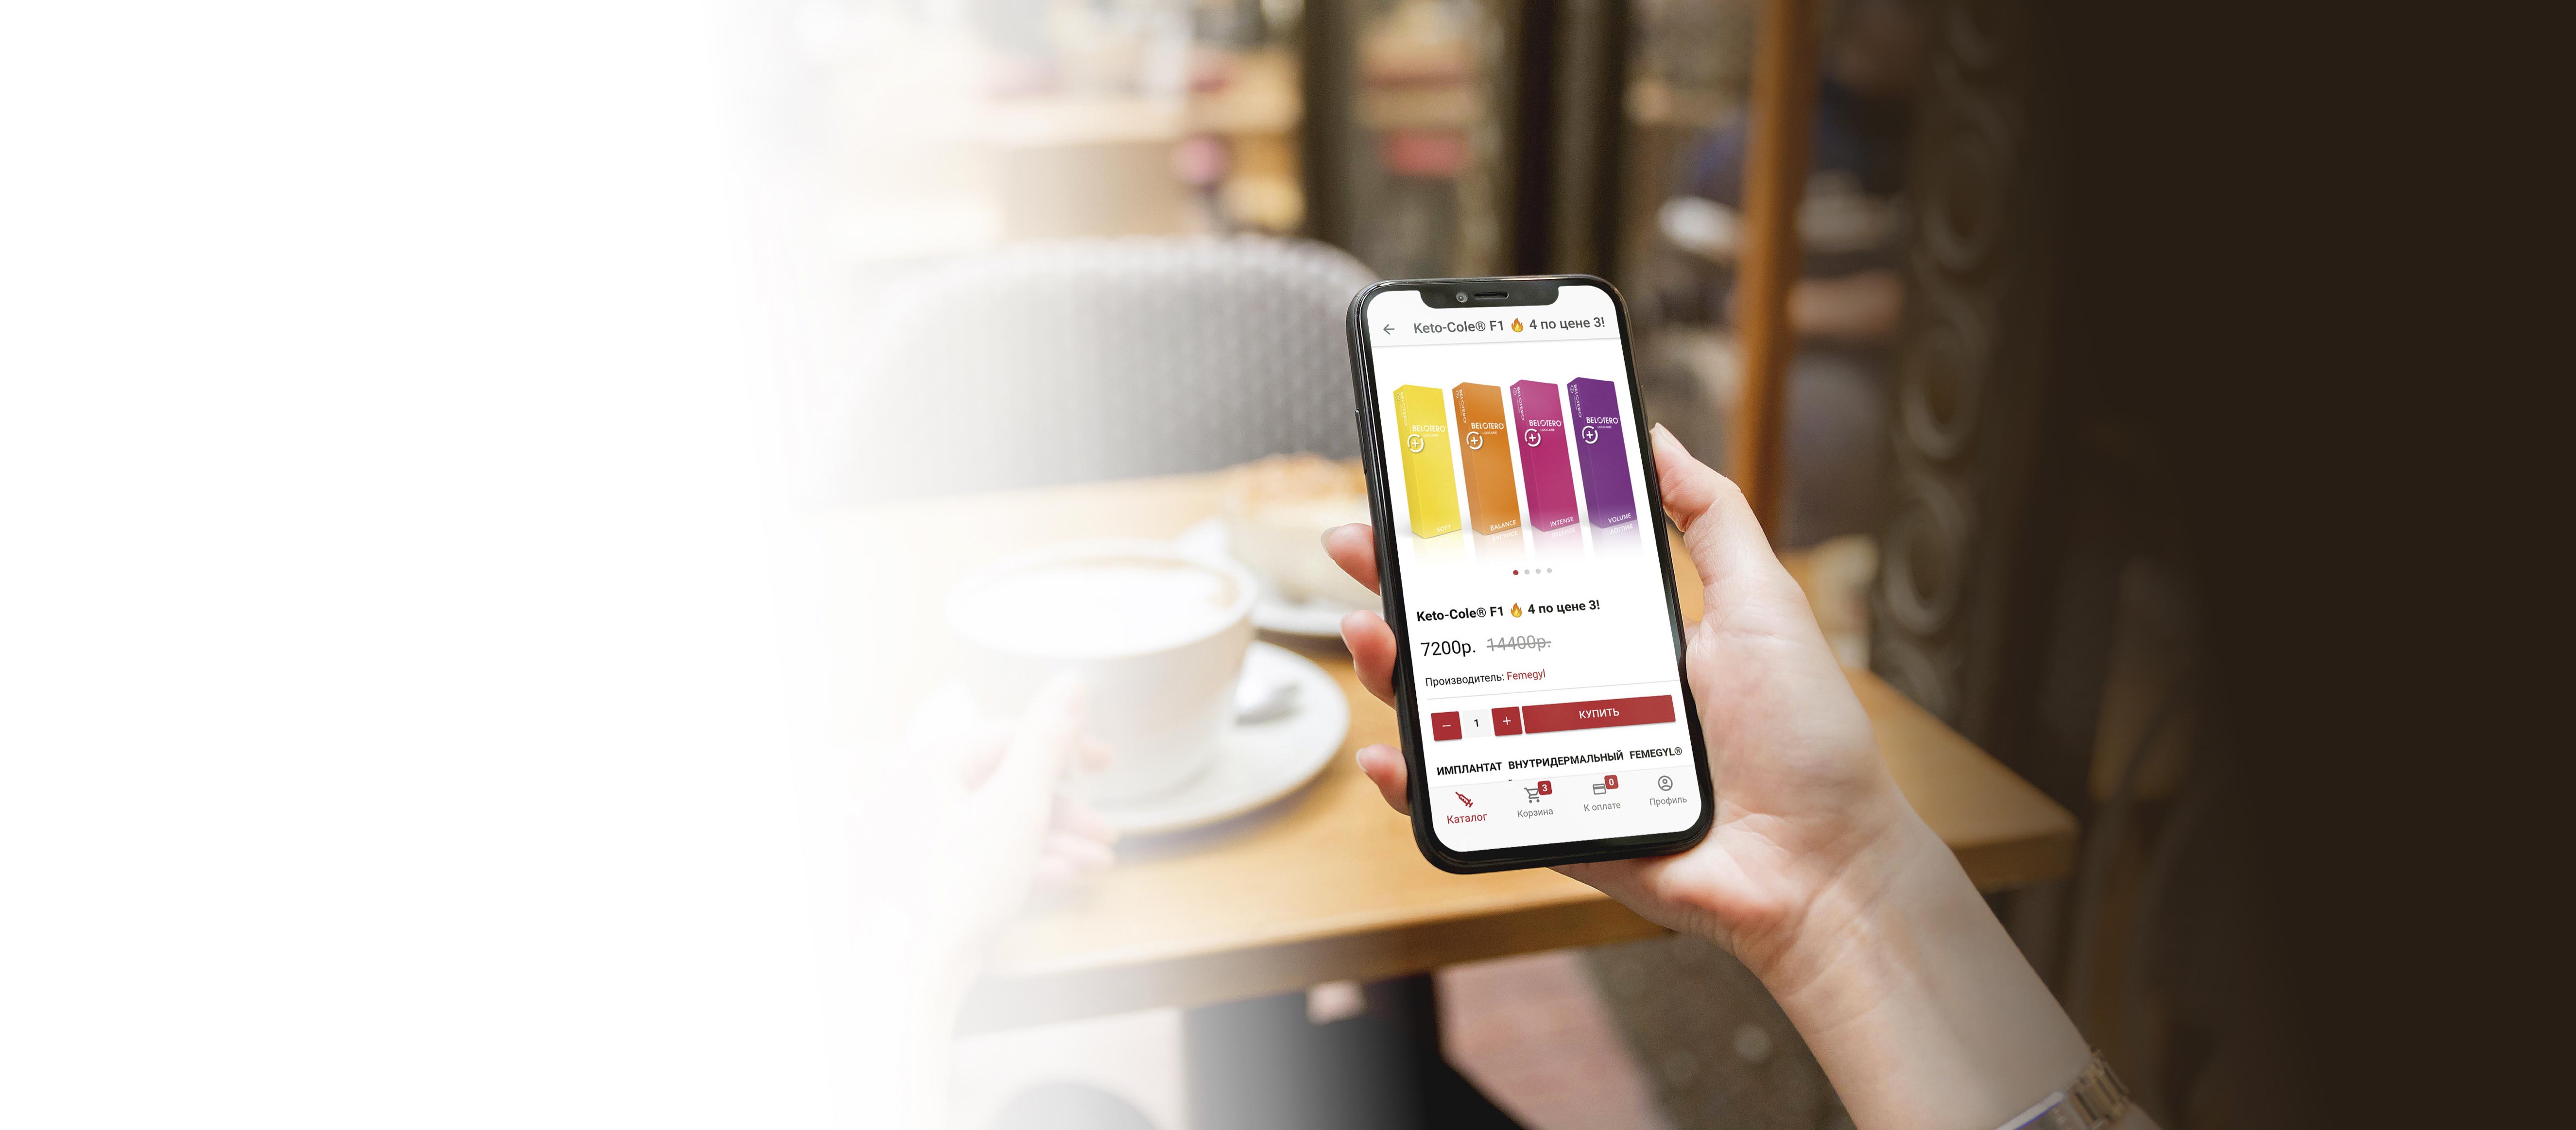 Keto-Cole® F1 🔥 4 по цене 3!
BELOTERO BELOTERO BELOTERO BELOTERO
SOFT BALANCE INTENSE VOLUME
Keto-Cole® F1 🔥 4 по цене 3!
7200р. 14400р.
Производитель: Femegyl
− 1 + КУПИТЬ
ИМПЛАНТАТ ВНУТРИДЕРМАЛЬНЫЙ FEMEGYL®
3 0
Каталог Корзина К оплате Профиль